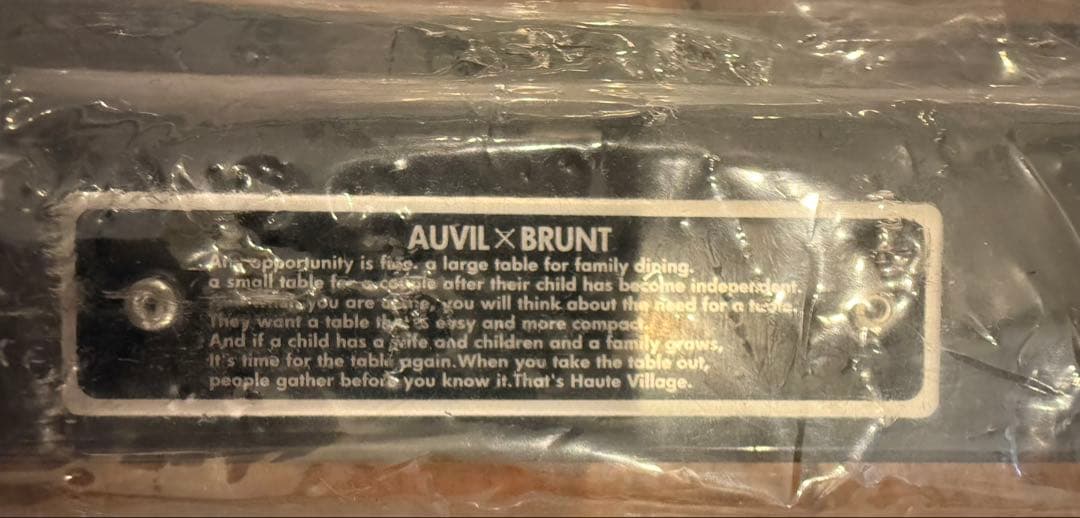 AUVIL×BRUNT
opportunity is five. a large table for family dining.
a small table for a couple after their child has become independent.
you are you will think about the need for a table.
They want a table that is easy and more compact.
And if a child has a wife and children and a family grows,
It's time for the table again.When you take the table out,
people gather before you know it.That's Haute Village.